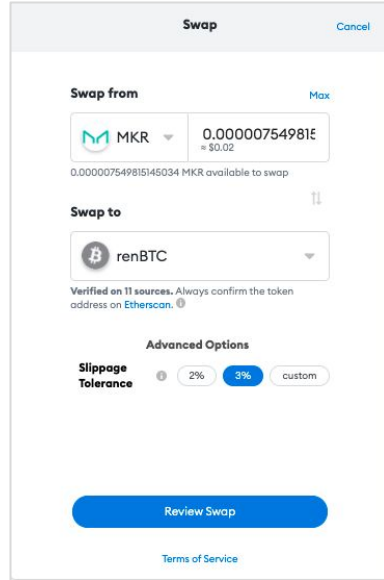 Swap
Cancel
Swap from
Max
MKR
0.000007549815
≈ $0.02
0.000007549815145034 MKR available to swap
Swap to
renBTC
Verified on 11 sources. Always confirm the token
address on Etherscan.
Advanced Options
Slippage
Tolerance
2%
3%
custom
Review Swap
Terms of Service